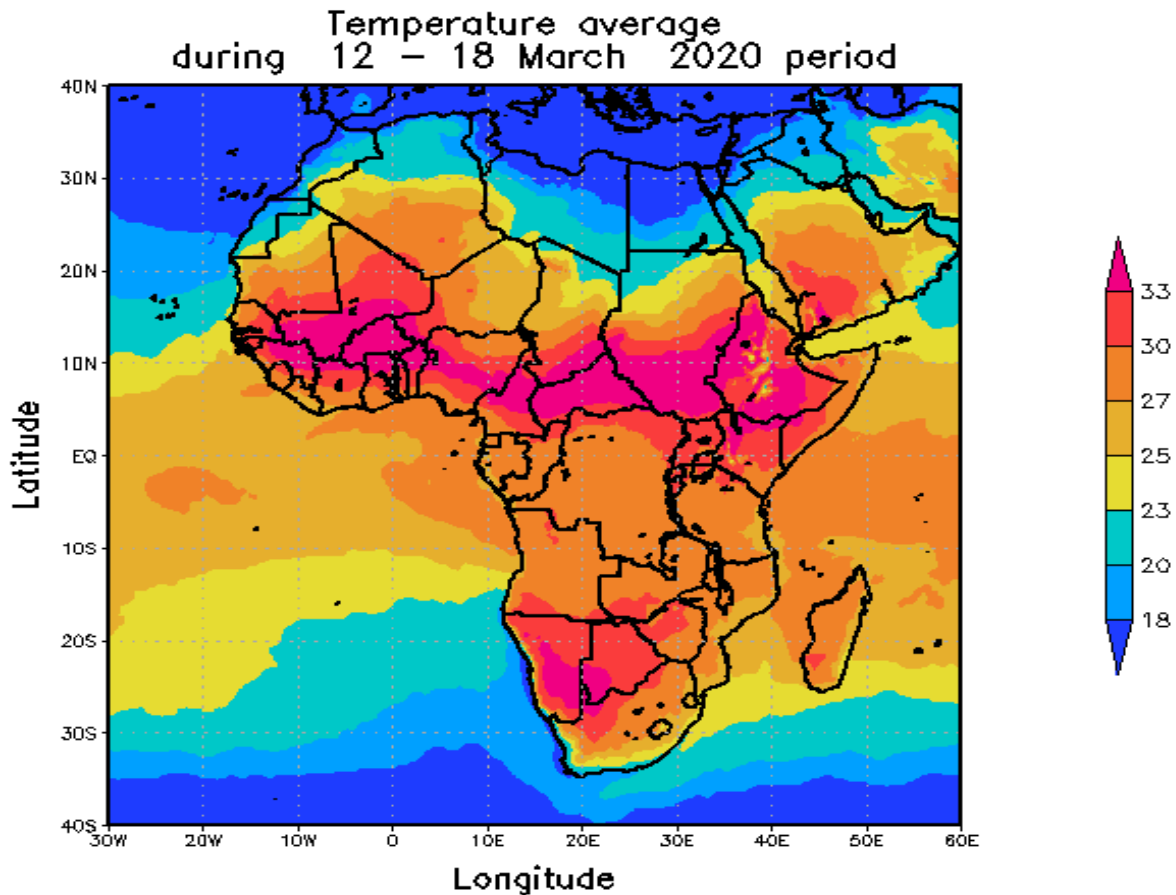 Temperature average
during 12 – 18 March 2020 period
40N
30N
20N
10N
EQ
10S
20S
30S
40S
Latitude
30W 20W 10W 0 10E 20E 30E 40E 50E 60E
Longitude
33
30
27
25
23
20
18